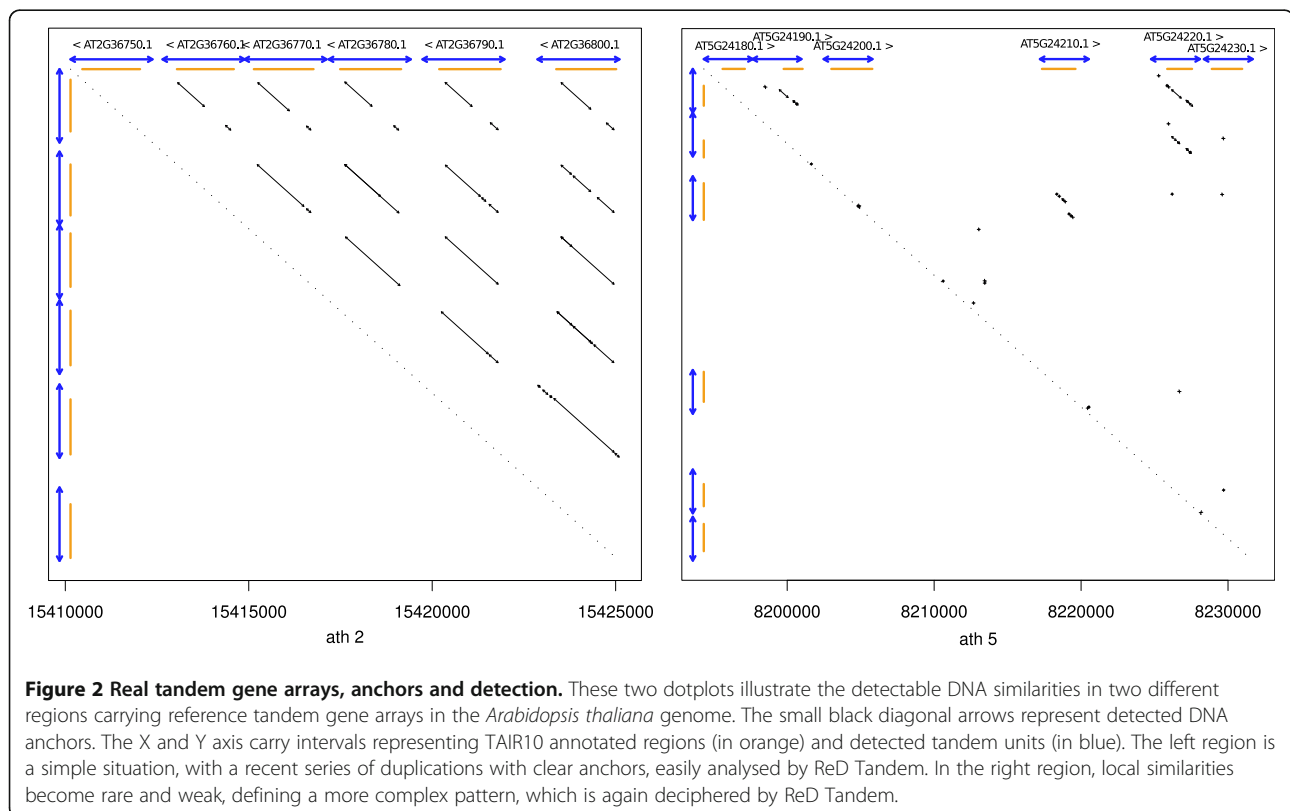 < AT2G36750.1
< AT2G36760.1
< AT2G36770.1
< AT2G36780.1
< AT2G36790.1
< AT2G36800.1
15410000
15415000
15420000
15425000
ath 2
AT5G24180.1 >
AT5G24190.1 >
AT5G24200.1 >
AT5G24210.1 >
AT5G24220.1 >
AT5G24230.1 >
8200000
8210000
8220000
8230000
ath 5
Figure 2 Real tandem gene arrays, anchors and detection. These two dotplots illustrate the detectable DNA similarities in two different
regions carrying reference tandem gene arrays in the Arabidopsis thaliana genome. The small black diagonal arrows represent detected DNA
anchors. The X and Y axis carry intervals representing TAIR10 annotated regions (in orange) and detected tandem units (in blue). The left region is
a simple situation, with a recent series of duplications with clear anchors, easily analysed by ReD Tandem. In the right region, local similarities
become rare and weak, defining a more complex pattern, which is again deciphered by ReD Tandem.